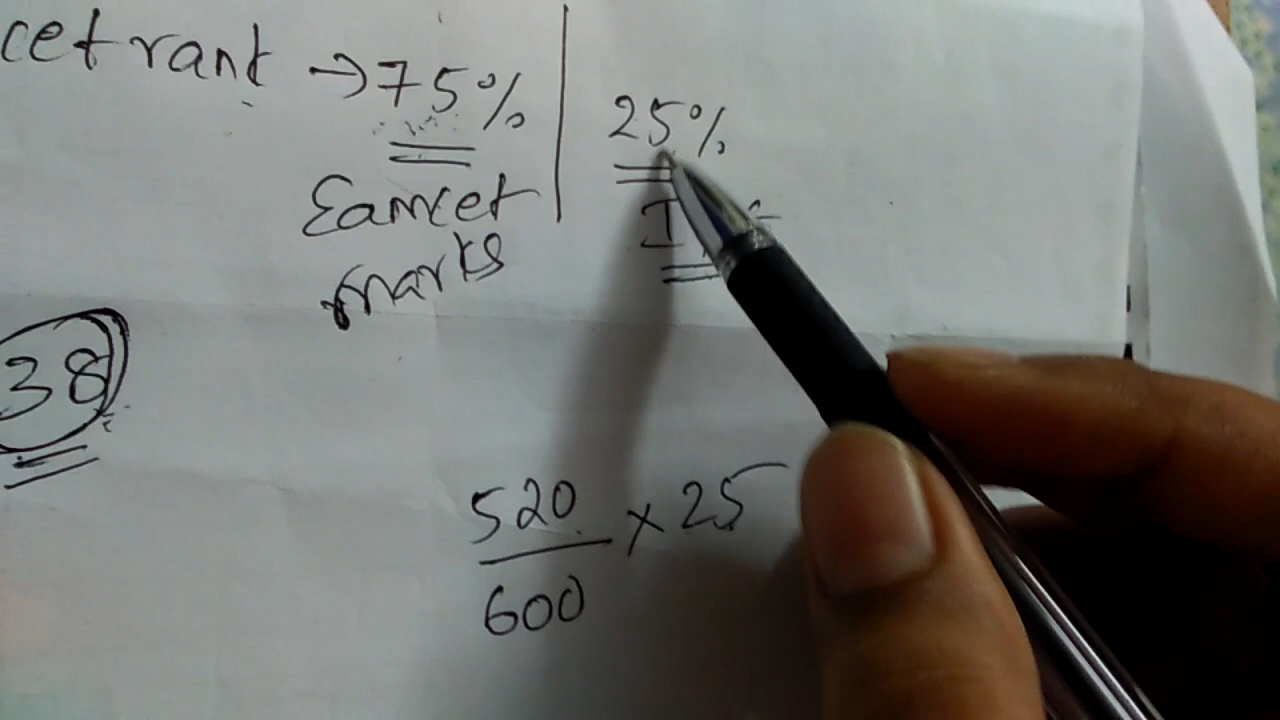 cet rank → 75% 25%
Eamcet
marks
38
520
600 × 25